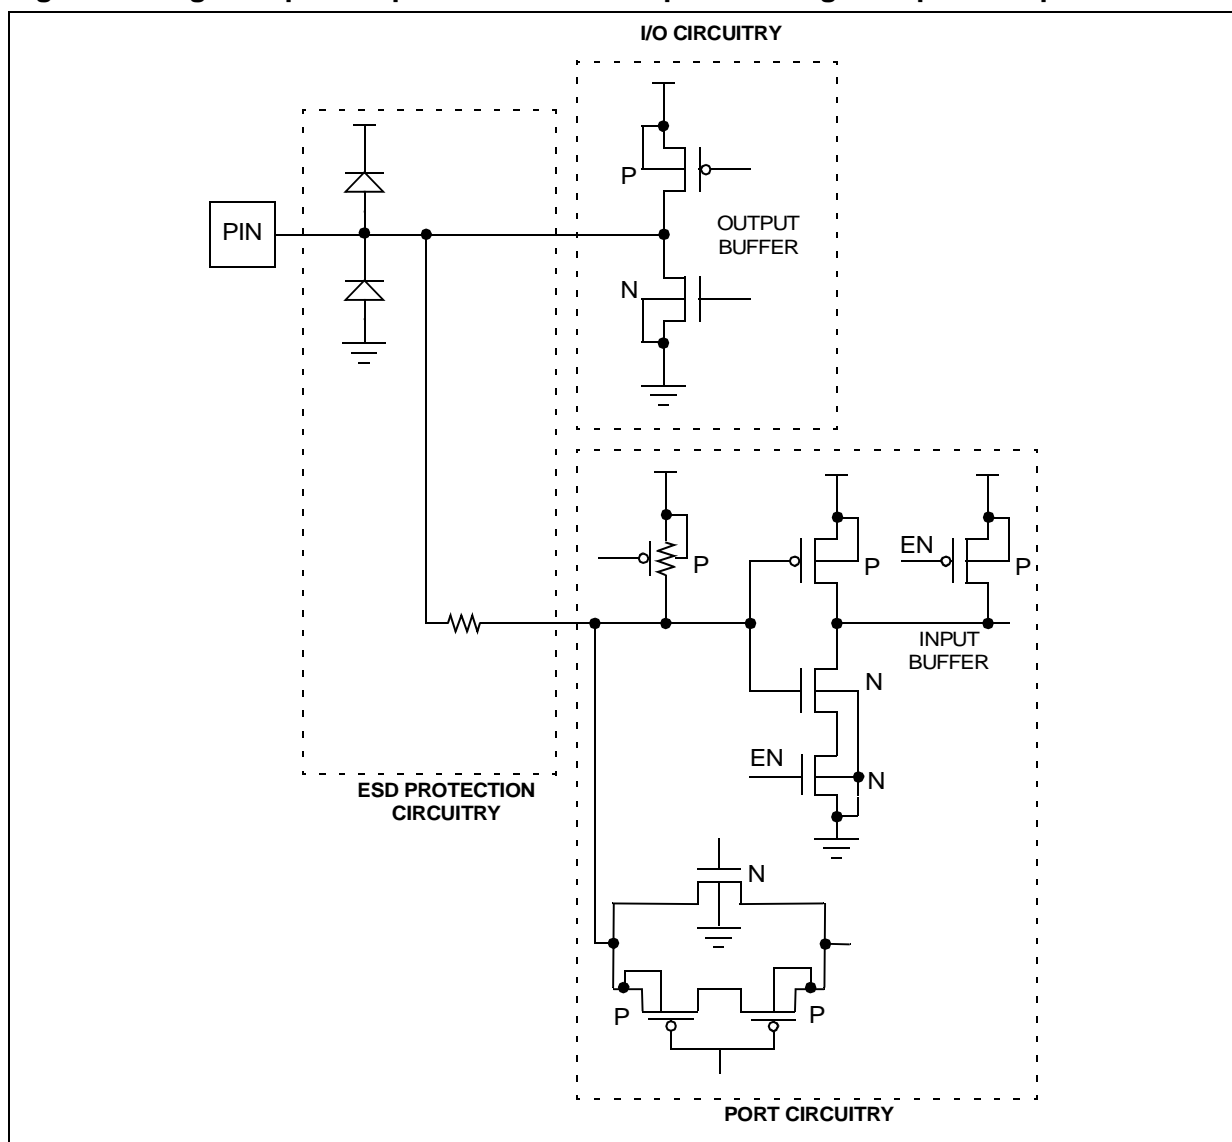 I/O CIRCUITRY
P
PIN
OUTPUT
BUFFER
N
EN
P
P
P
INPUT
BUFFER
N
EN
N
ESD PROTECTION
CIRCUITRY
N
P
P
PORT CIRCUITRY